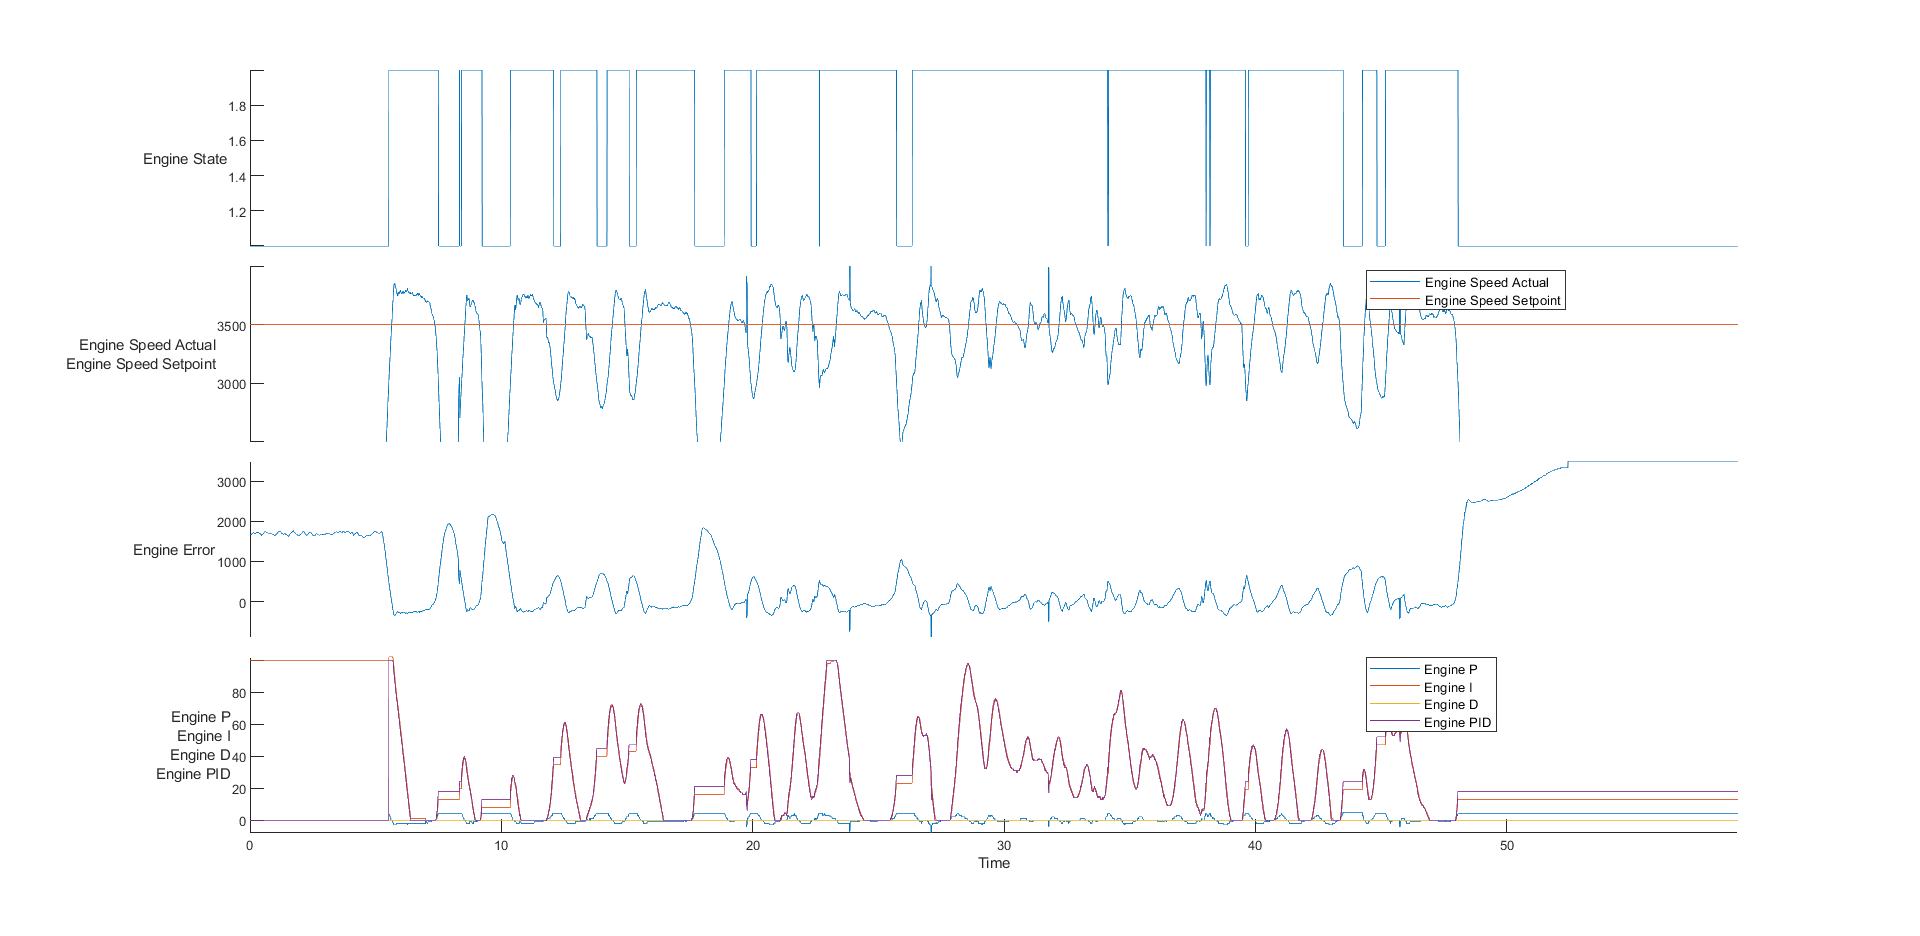 1.8
1.6
Engine State
1.4
1.2
Engine Speed Actual
Engine Speed Setpoint
3500
Engine Speed Actual
Engine Speed Setpoint
3000
3000
2000
Engine Error
1000
0
Engine P
Engine I
Engine D
Engine PID
80
Engine P
60
Engine I
Engine D
40
Engine PID
20
0
0 10 20 30 40 50
Time